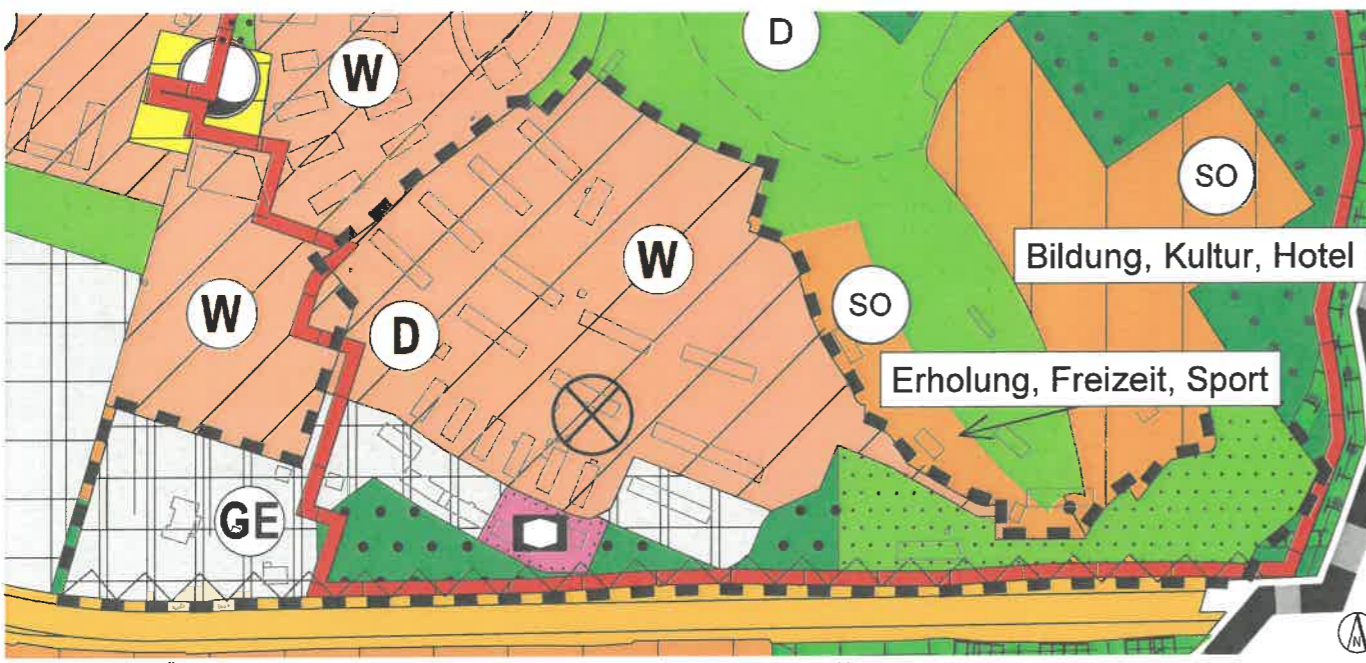 D
W
SO
Bildung, Kultur, Hotel
W
SO
W
D
Erholung, Freizeit, Sport
GE
N